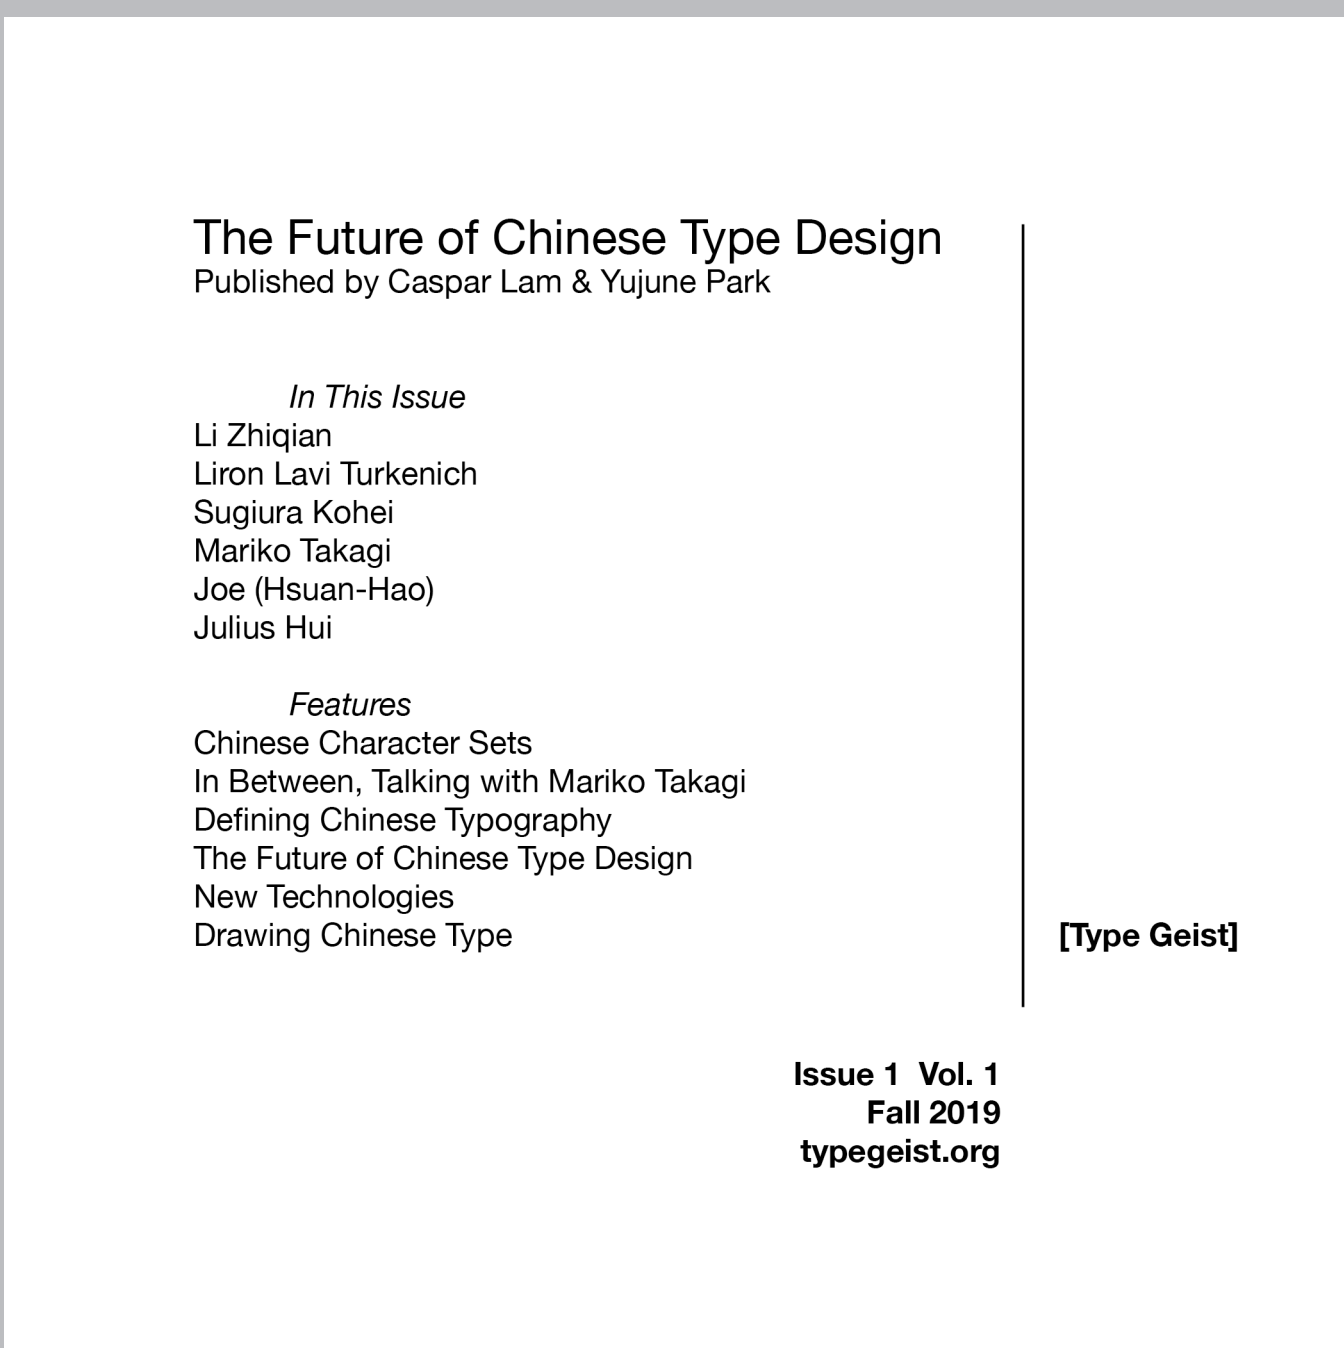 The Future of Chinese Type Design
Published by Caspar Lam & Yujune Park
In This Issue
Li Zhiqian
Liron Lavi Turkenich
Sugiura Kohei
Mariko Takagi
Joe (Hsuan-Hao)
Julius Hui
Features
Chinese Character Sets
In Between, Talking with Mariko Takagi
Defining Chinese Typography
The Future of Chinese Type Design
New Technologies
Drawing Chinese Type
[Type Geist]
Issue 1 Vol. 1
Fall 2019
typegeist.org